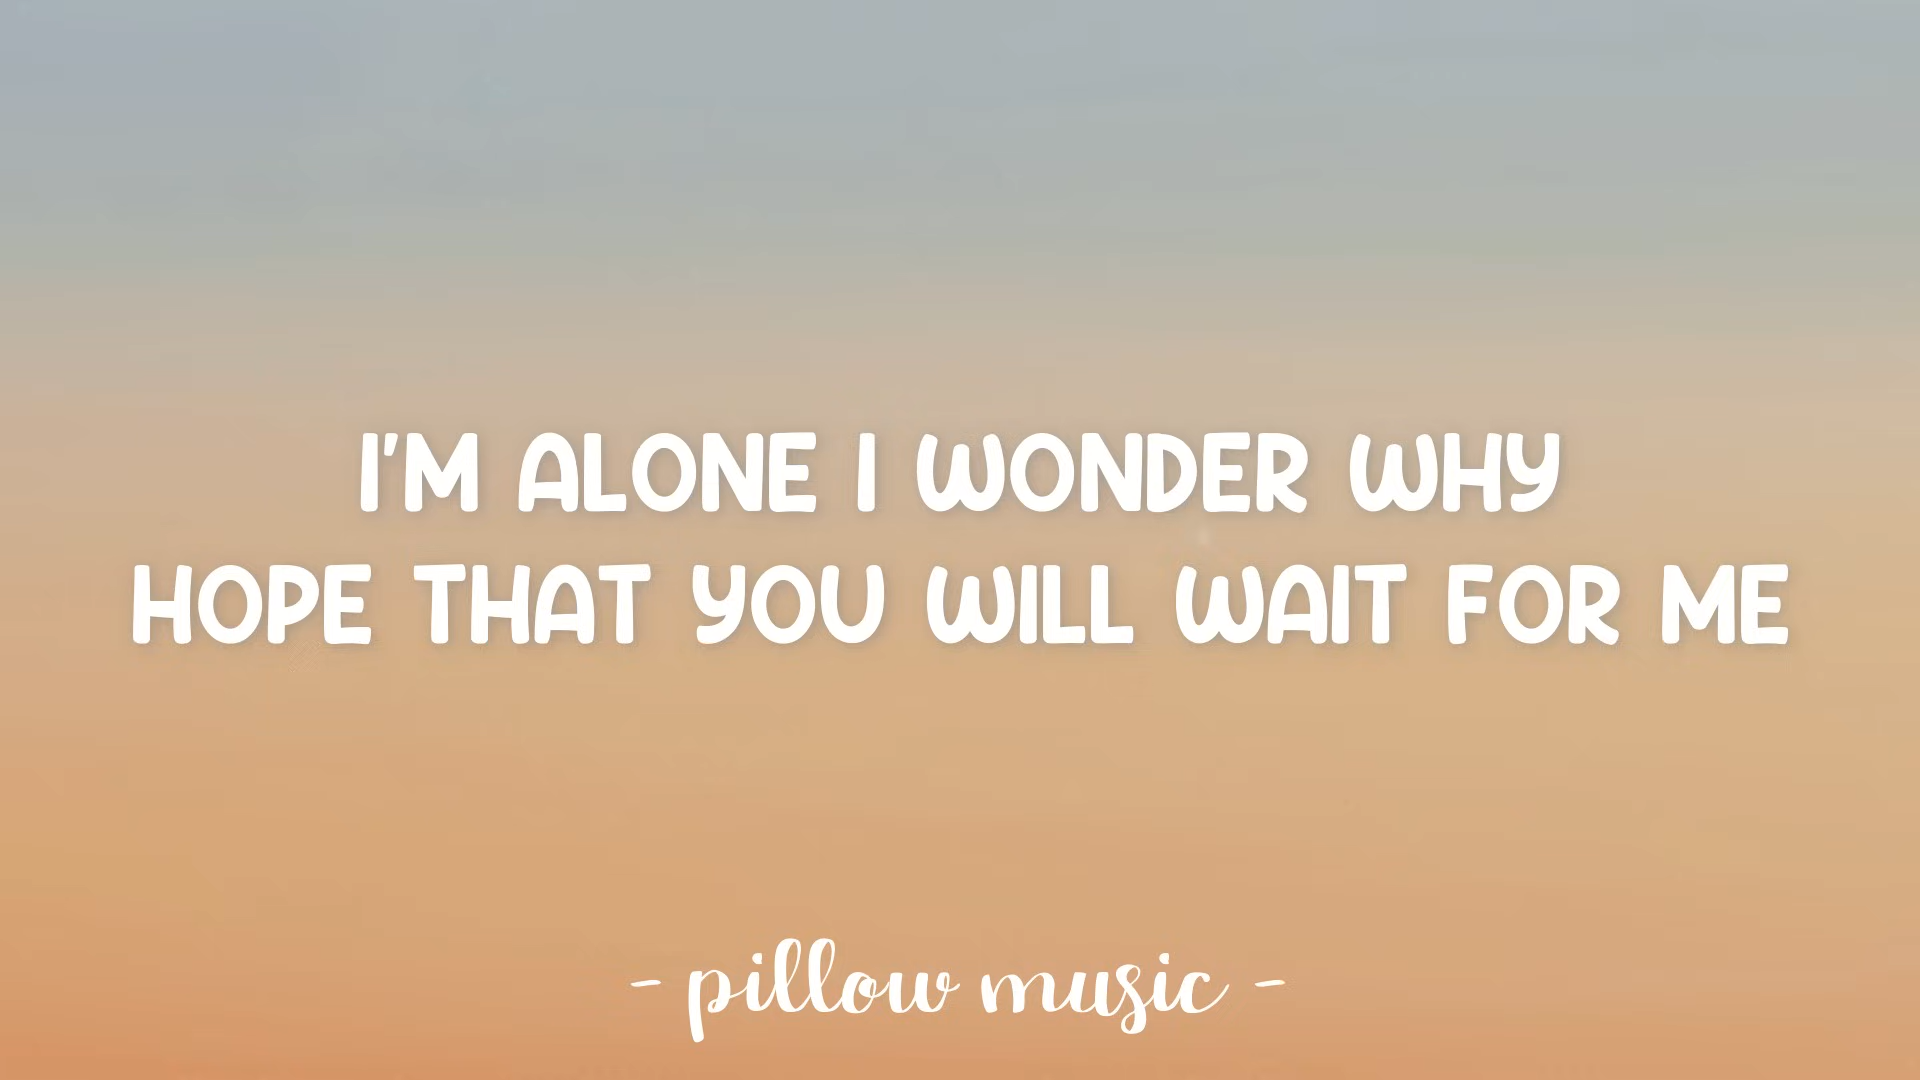 I'M ALONE I WONDER WHY
HOPE THAT YOU WILL WAIT FOR ME
- pillow music -